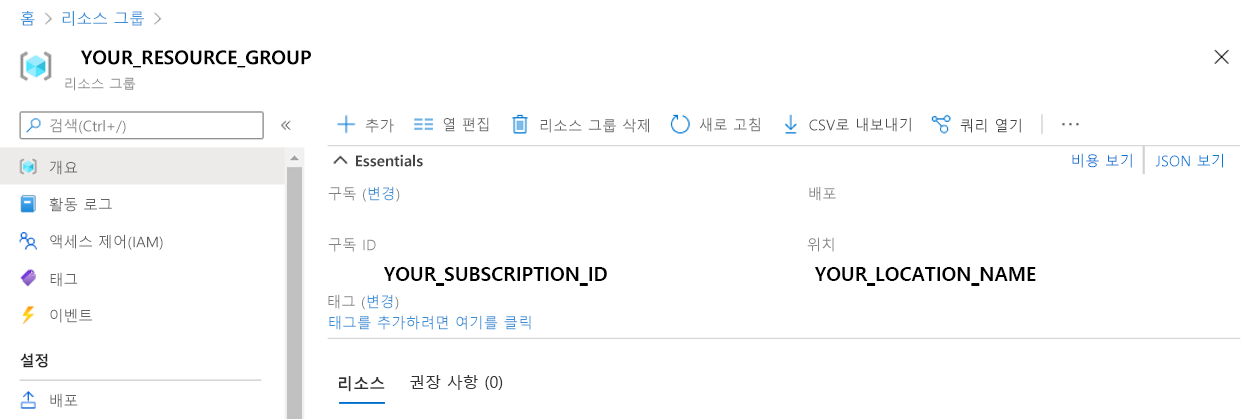 홈 > 리소스 그룹 >
YOUR_RESOURCE_GROUP
리소스 그룹
검색(Ctrl+/)
«
추가 열 편집 리소스 그룹 삭제 새로 고침 CSV로 내보내기 쿼리 열기 ···
개요
활동 로그
액세스 제어(IAM)
태그
이벤트
설정
배포
Essentials
비용 보기 JSON 보기
구독 (변경) 배포
구독 ID 위치
YOUR_SUBSCRIPTION_ID YOUR_LOCATION_NAME
태그 (변경)
태그를 추가하려면 여기를 클릭
리소스 권장 사항 (0)